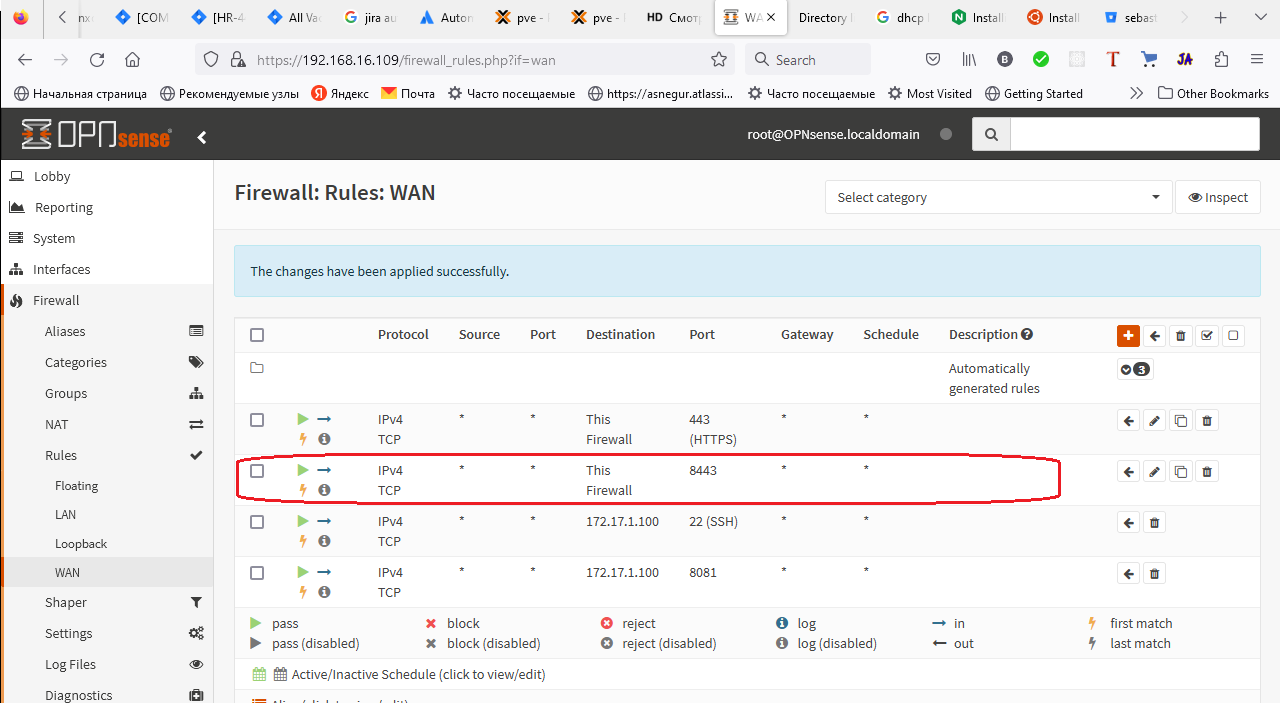 nx
[COM
[HR-4
All Va
jira au
Auton
pve -
pve -
HD Смот
WA
Directory
dhcp
Install
Install
sebast
https://192.168.16.109/firewall_rules.php?if=wan
Search
Начальная страница
Рекомендуемые узлы
Яндекс
Почта
Часто посещаемые
https://asnegur.atlassi...
Часто посещаемые
Most Visited
Getting Started
Other Bookmarks
OPNsense
root@OPNsense.localdomain
Lobby
Reporting
System
Interfaces
Firewall
Aliases
Categories
Groups
NAT
Rules
Floating
LAN
Loopback
WAN
Shaper
Settings
Log Files
Diagnostics
Firewall: Rules: WAN
Select category
Inspect
The changes have been applied successfully.
Protocol Source Port Destination Port Gateway Schedule Description
Automatically
generated rules
3
IPv4 * * This 443 * *
TCP Firewall (HTTPS)
IPv4 * * This 8443 * *
TCP Firewall
IPv4 * * 172.17.1.100 22 (SSH) * *
TCP
IPv4 * * 172.17.1.100 8081 * *
TCP
pass block reject log in first match
pass (disabled) block (disabled) reject (disabled) log (disabled) out last match
Active/Inactive Schedule (click to view/edit)